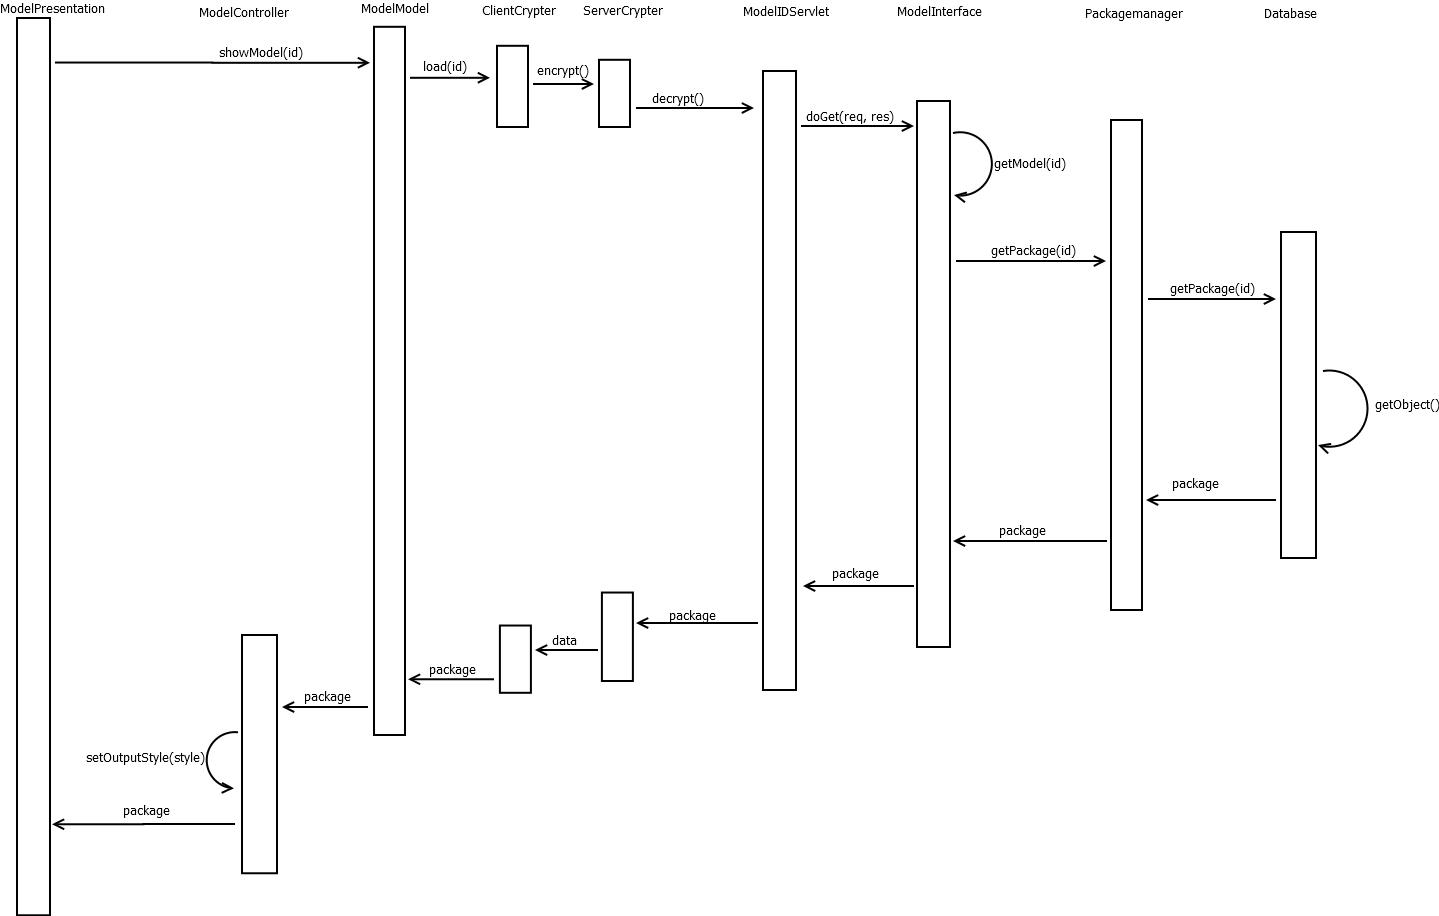 ModelPresentation
ModelController
ModelModel
ClientCrypter
ServerCrypter
ModelIDServlet
ModelInterface
Packagemanager
Database
showModel(id)
load(id)
encrypt()
decrypt()
doGet(req, res)
getModel(id)
getPackage(id)
getPackage(id)
getObject()
package
package
package
package
data
package
package
setOutputStyle(style)
package